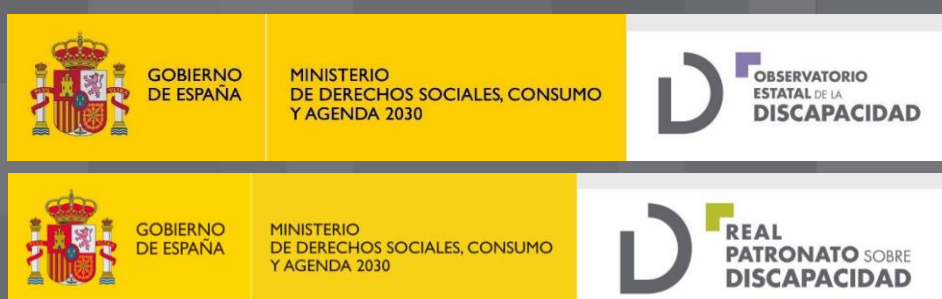 GOBIERNO
DE ESPAÑA
MINISTERIO
DE DERECHOS SOCIALES, CONSUMO
Y AGENDA 2030
OBSERVATORIO
ESTATAL DE LA
DISCAPACIDAD
GOBIERNO
DE ESPAÑA
MINISTERIO
DE DERECHOS SOCIALES, CONSUMO
Y AGENDA 2030
REAL
PATRONATO SOBRE
DISCAPACIDAD